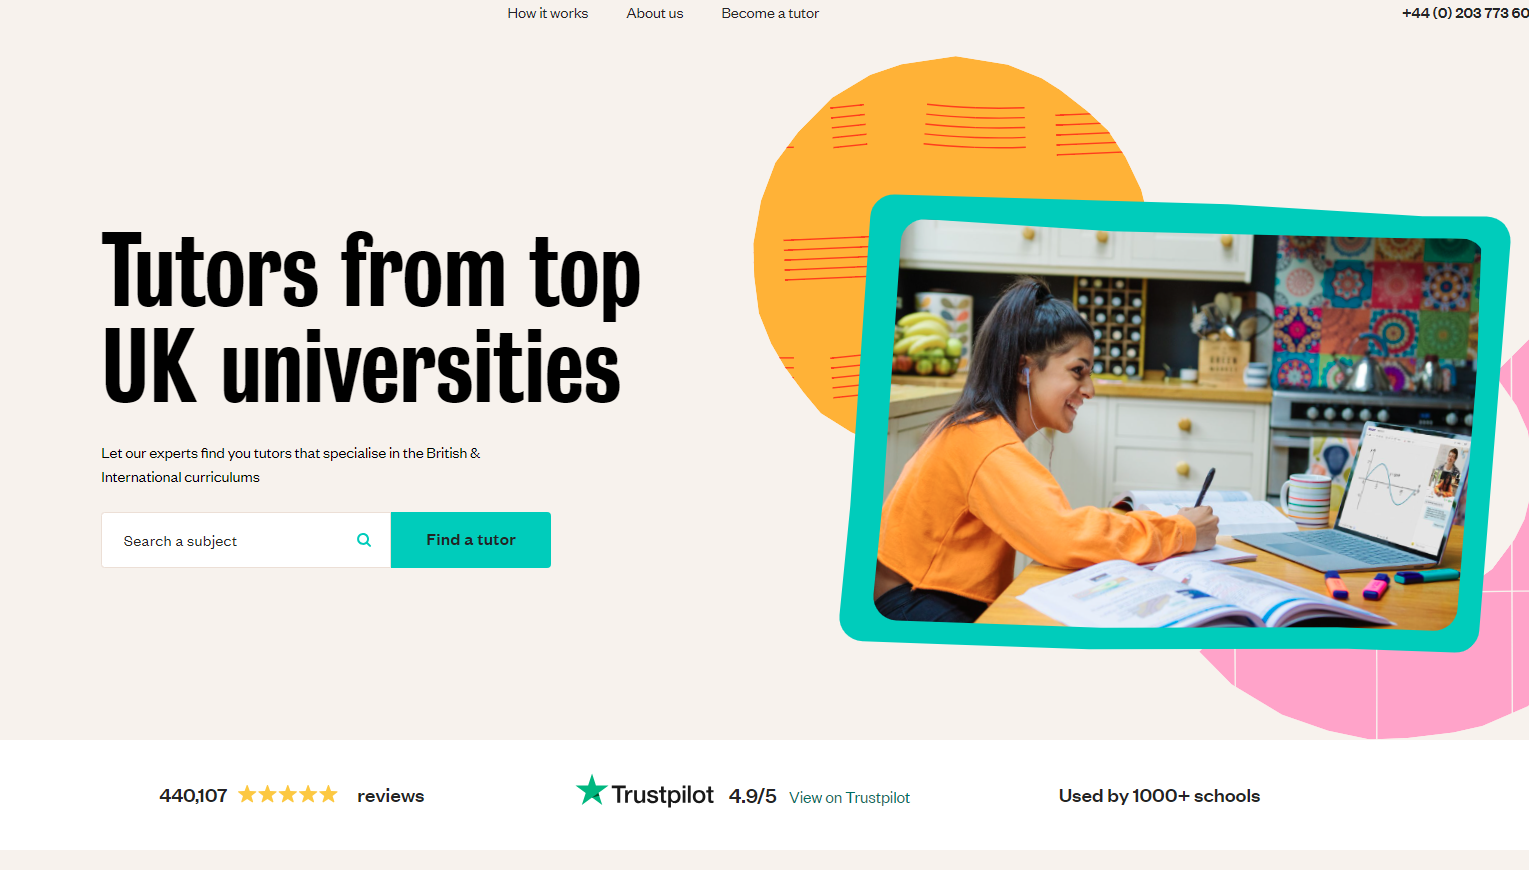 How it works
About us
Become a tutor
+44 (0) 203 773 60
Tutors from top
UK universities
Let our experts find you tutors that specialise in the British &
International curriculums
Search a subject
Find a tutor
GREEN
MARKET
440,107
reviews
Trustpilot
4.9/5
View on Trustpilot
Used by 1000+ schools